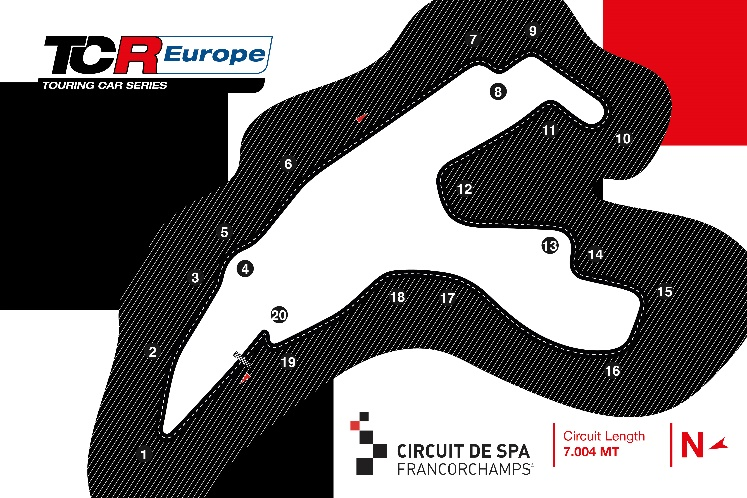 TCR Europe
TOURING CAR SERIES
7
9
8
10
11
6
12
5
13
4
14
3
15
18
17
20
2
19
16
1
CIRCUIT DE SPA
FRANCORCHAMPS
Circuit Length
7.004 MT
N